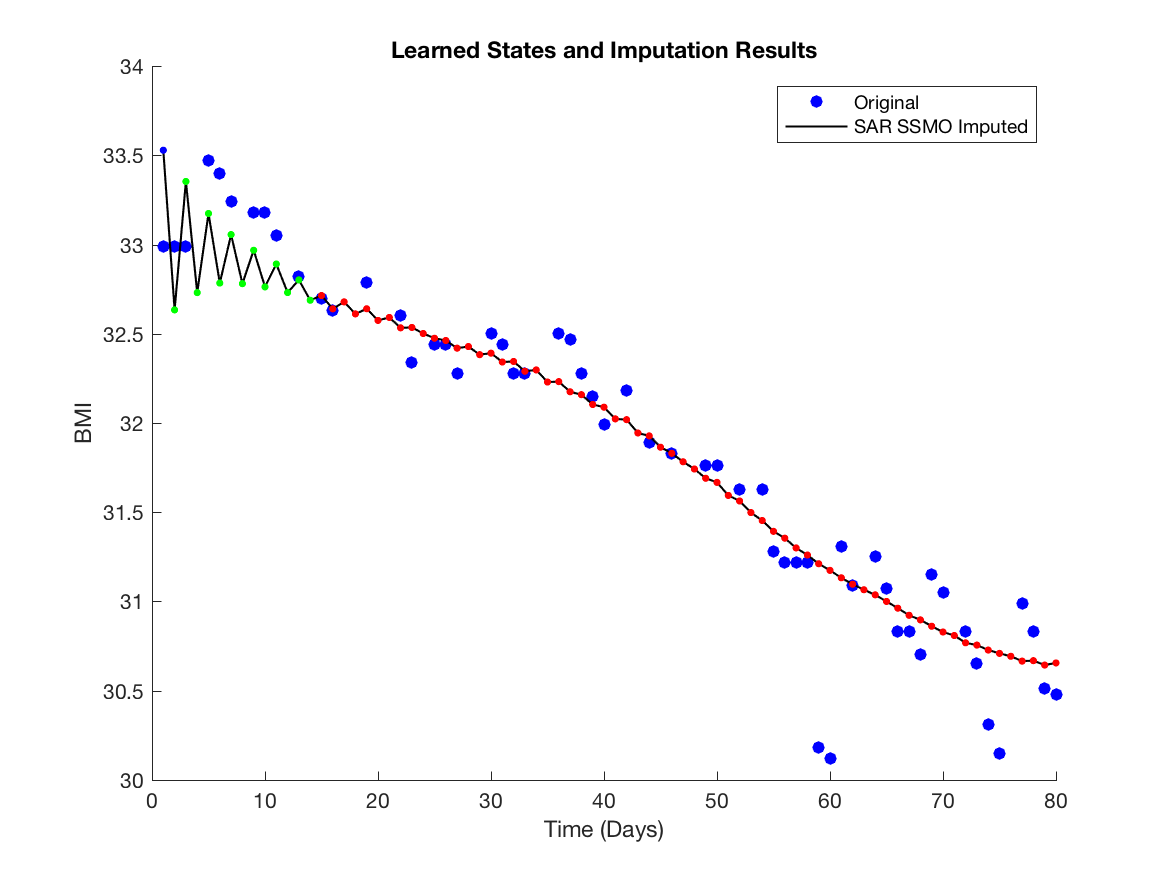 Learned States and Imputation Results
Original
SAR SSMO Imputed
34
33.5
33
32.5
32
31.5
31
30.5
30
BMI
0 10 20 30 40 50 60 70 80
Time (Days)